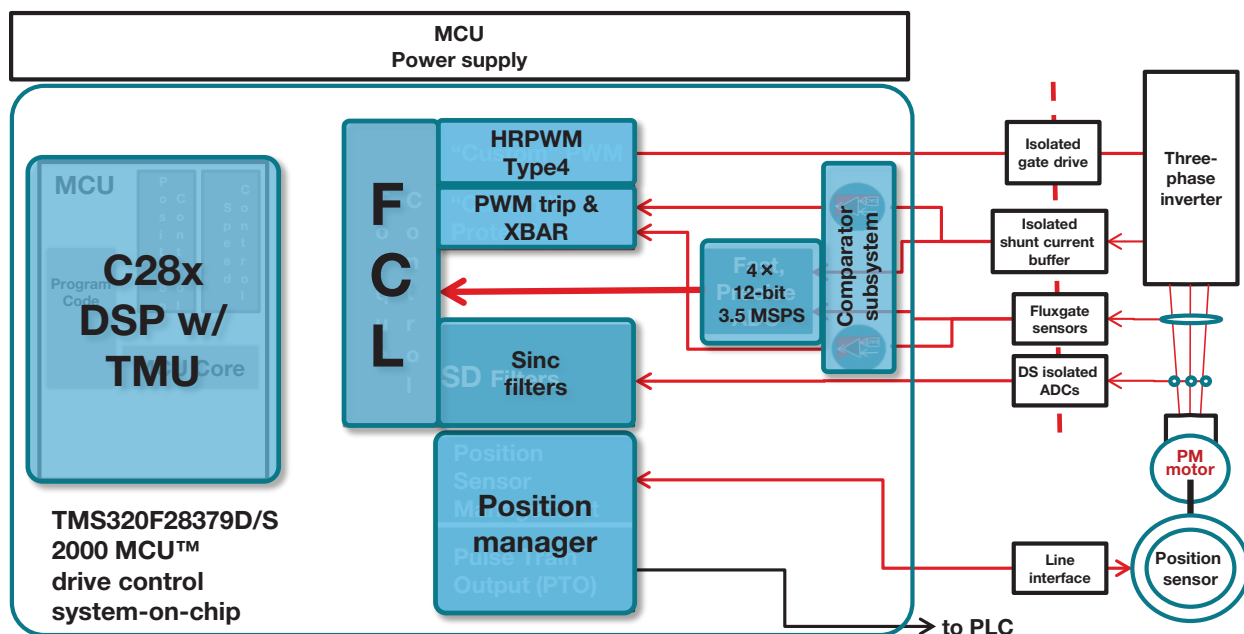 MCU
Power supply
HRPWM
Type4
"Custom" PWM
PWM trip &
XBAR
F
C
L
MCU
Program
Code
C28x
DSP w/
TMU
Core
4×
12-bit
3.5 MSPS
Fast,
Comparator
subsystem
SD Filters
Sinc
filters
Position
Sensor
Position
manager
Pulse Train
Output (PTO)
TMS320F28379D/S
2000 MCU™
drive control
system-on-chip
Isolated
gate drive
Three-
phase
inverter
Isolated
shunt current
buffer
Fluxgate
sensors
DS isolated
ADCs
PM
motor
Line
interface
Position
sensor
to PLC